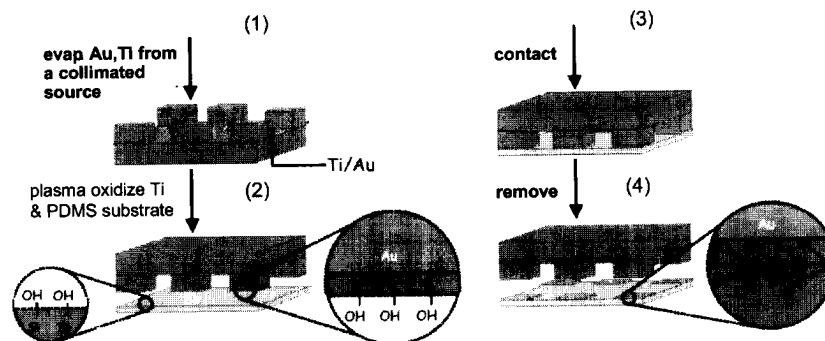 (1)
evap Au,Ti from
a collimated
source
Ti/Au
(2)
plasma oxidize Ti
& PDMS substrate
OH OH
Au
OH OH OH
(3)
contact
(4)
remove
Au